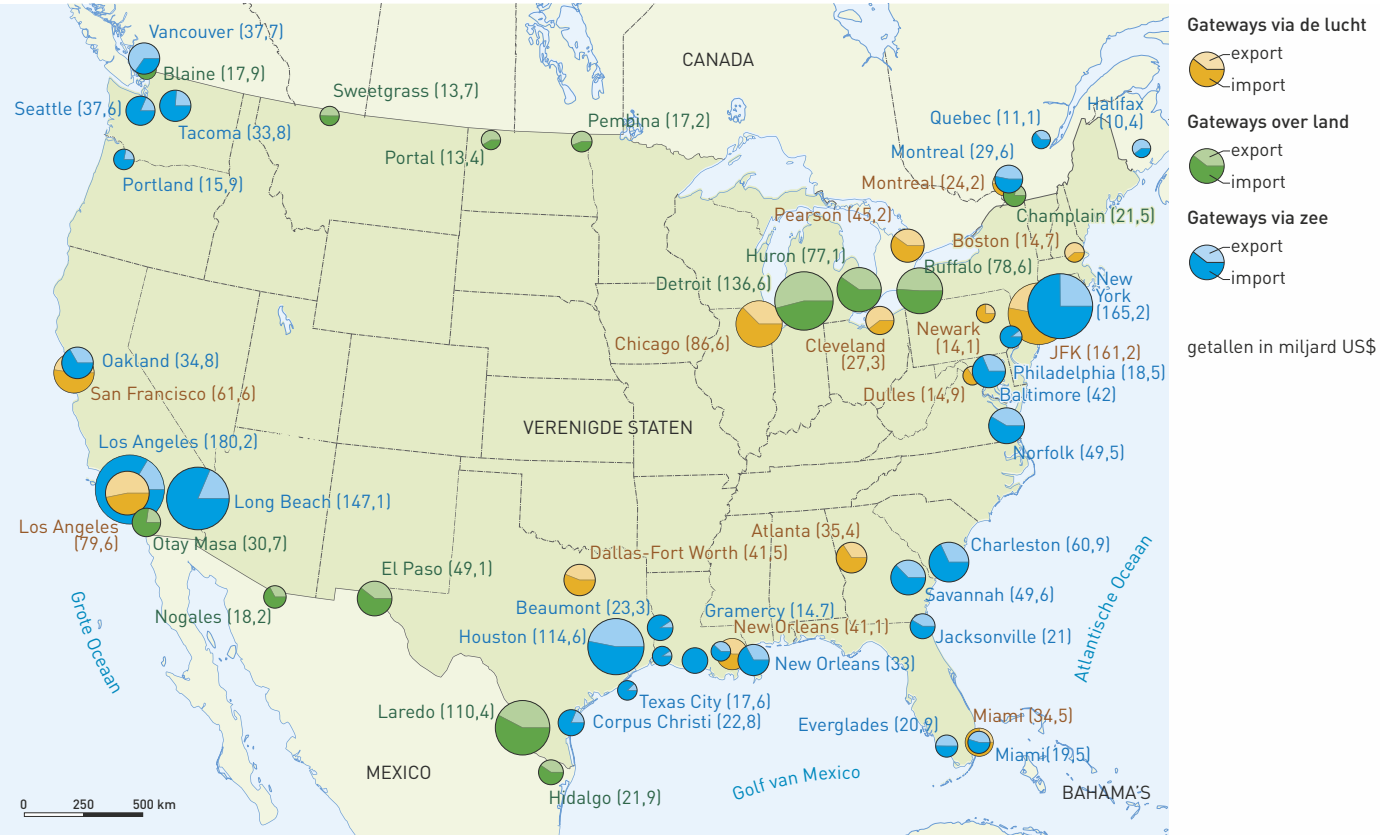 Vancouver (37,7)
Blaine (17,9)
Seattle (37,6)
Tacoma (33,8)
Portland (15,9)
Sweetgrass (13,7)
Portal (13,4)
Pembina (17,2)
CANADA
Quebec (11,1)
Halifax
(10,4)
Montreal (29,6)
Montreal (24,2)
Champlain (21,5)
Pearson (45,2)
Boston (14,7)
Huron (77,1)
Buffalo (78,6)
Detroit (136,6)
New
York
(165,2)
Chicago (86,6)
Cleveland
(27,3)
Newark
(14,1)
JFK (161,2)
Philadelphia (18,5)
Dulles (14,9)
Baltimore (42)
Norfolk (49,5)
Oakland (34,8)
San Francisco (61,6)
VERENIGDE STATEN
Los Angeles (180,2)
Long Beach (147,1)
Los Angeles
(79,6)
Otay Masa (30,7)
Nogales (18,2)
El Paso (49,1)
Dallas-Fort Worth (41,5)
Atlanta (35,4)
Charleston (60,9)
Savannah (49,6)
Jacksonville (21)
Beaumont (23,3)
Gramercy (14.7)
New Orleans (41,1)
Houston (114,6)
New Orleans (33)
Texas City (17,6)
Corpus Christi (22,8)
Laredo (110,4)
Hidalgo (21,9)
Everglades (20,9)
Miami (34,5)
Miami (19,5)
MEXICO
BAHAMA'S
Grote Oceaan
Golf van Mexico
Atlantische Oceaan
0 250 500 km
Gateways via de lucht
export
import
Gateways over land
export
import
Gateways via zee
export
import
getallen in miljard US$